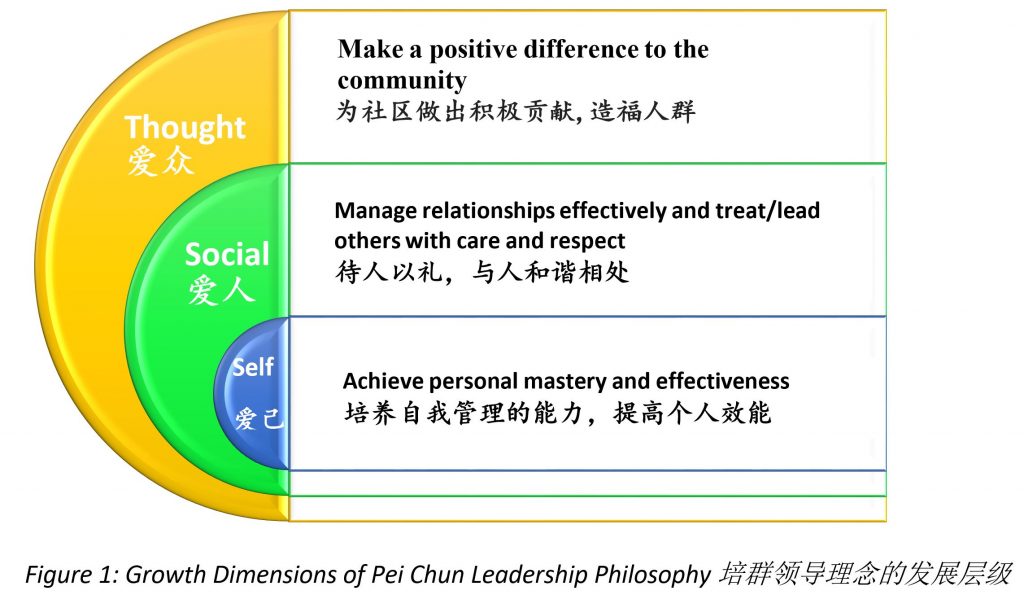 Thought
爱众
Make a positive difference to the
community
为社区做出积极贡献,造福人群
Social
爱人
Manage relationships effectively and treat/lead
others with care and respect
待人以礼，与人和谐相处
Self
爱己
Achieve personal mastery and effectiveness
培养自我管理的能力，提高个人效能
Figure 1: Growth Dimensions of Pei Chun Leadership Philosophy 培群领导理念的发展层级